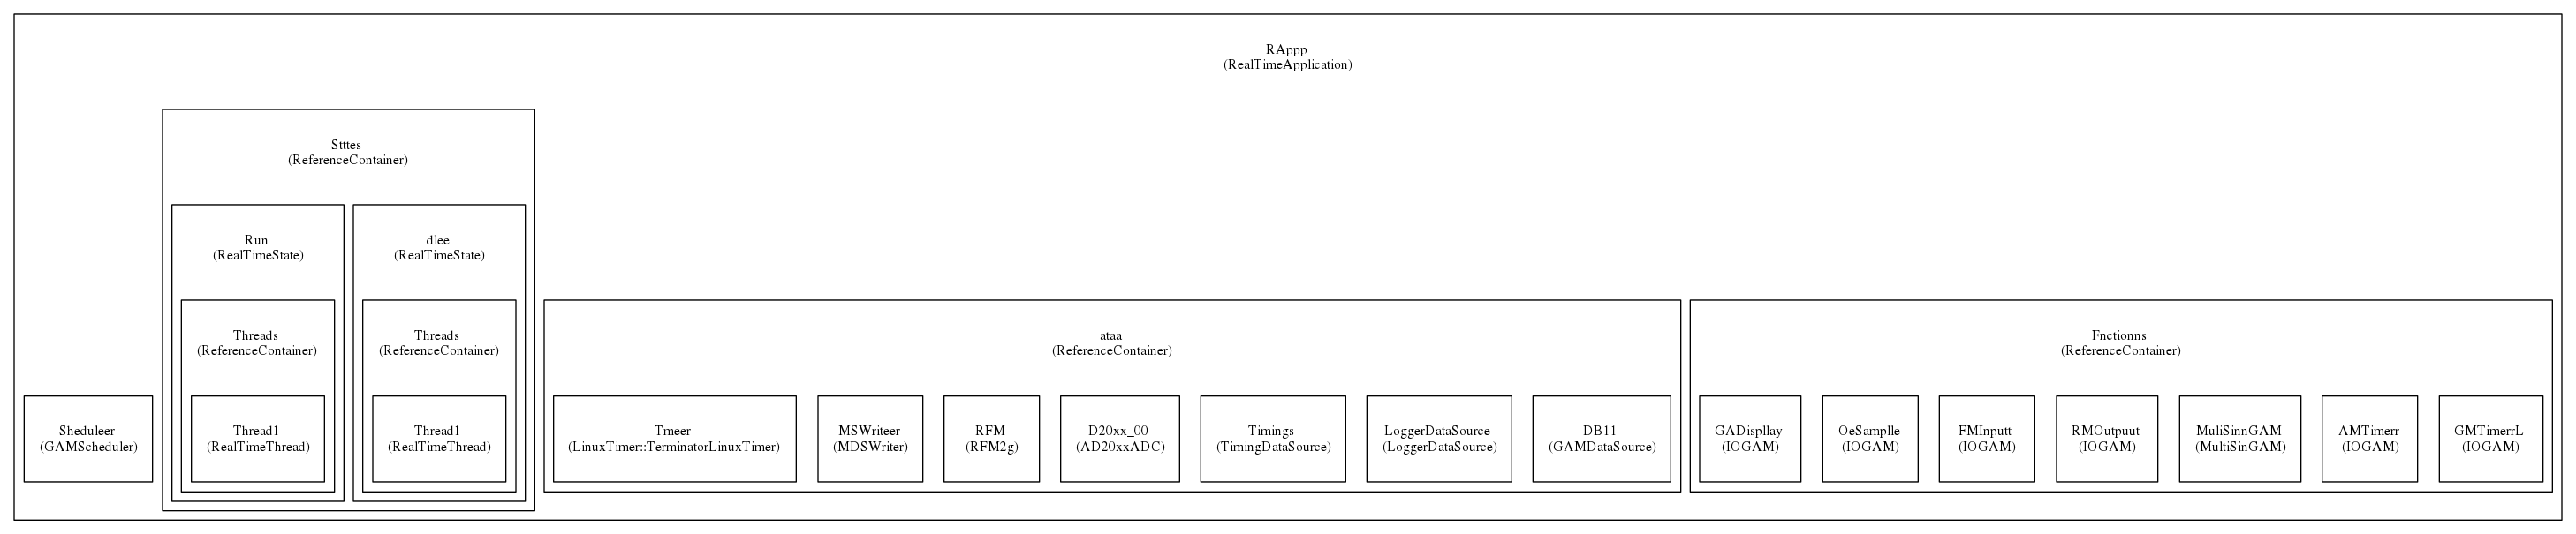 RAppp
(RealTimeApplication)
Stttes
(ReferenceContainer)
Run
(RealTimeState)
dlee
(RealTimeState)
Threads
(ReferenceContainer)
Threads
(ReferenceContainer)
ataa
(ReferenceContainer)
Fnctionns
(ReferenceContainer)
Sheduleer
(GAMScheduler)
Thread1
(RealTimeThread)
Thread1
(RealTimeThread)
Tmeer
(LinuxTimer::TerminatorLinuxTimer)
MSWriteer
(MDSWriter)
RFM
(RFM2g)
D20xx_00
(AD20xxADC)
Timings
(TimingDataSource)
LoggerDataSource
(LoggerDataSource)
DB11
(GAMDataSource)
GADispllay
(IOGAM)
OeSamplle
(IOGAM)
FMInputt
(IOGAM)
RMOutpuut
(IOGAM)
MuliSinnGAM
(MultiSinGAM)
AMTimerr
(IOGAM)
GMTimerrL
(IOGAM)